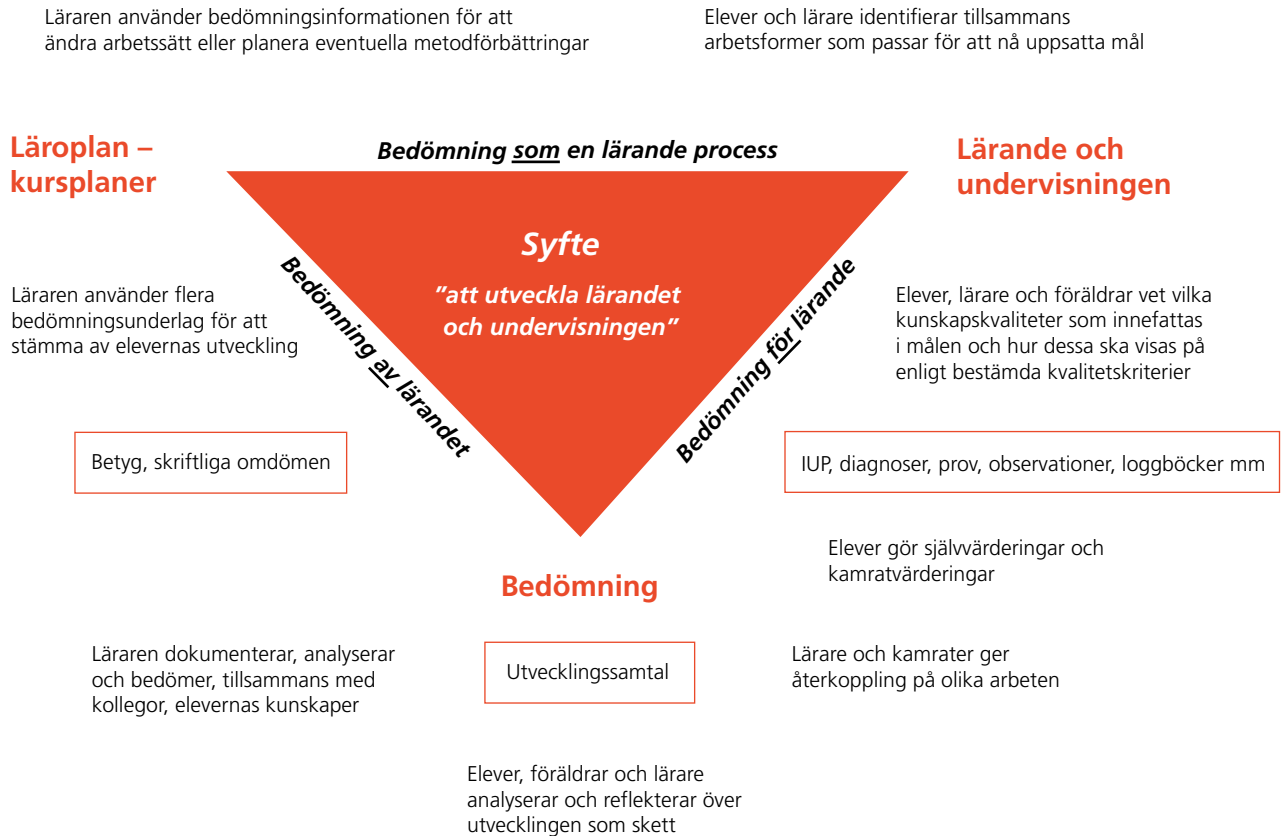 Läraren använder bedömningsinformationen för att
ändra arbetssätt eller planera eventuella metodförbättringar
Elever och lärare identifierar tillsammans
arbetsformer som passar för att nå uppsatta mål
Läroplan –
kursplaner
Bedömning som en lärande process
Lärande och
undervisningen
Syfte
”att utveckla lärandet
och undervisningen”
Bedömning av lärandet
Bedömning för lärande
Läraren använder flera
bedömningsunderlag för att
stämma av elevernas utveckling
Elever, lärare och föräldrar vet vilka
kunskapskvaliteter som innefattas
i målen och hur dessa ska visas på
enligt bestämda kvalitetskriterier
Betyg, skriftliga omdömen
IUP, diagnoser, prov, observationer, loggböcker mm
Elever gör självvärderingar och
kamratvärderingar
Bedömning
Läraren dokumenterar, analyserar
och bedömer, tillsammans med
kollegor, elevernas kunskaper
Utvecklingssamtal
Lärare och kamrater ger
återkoppling på olika arbeten
Elever, föräldrar och lärare
analyserar och reflekterar över
utvecklingen som skett